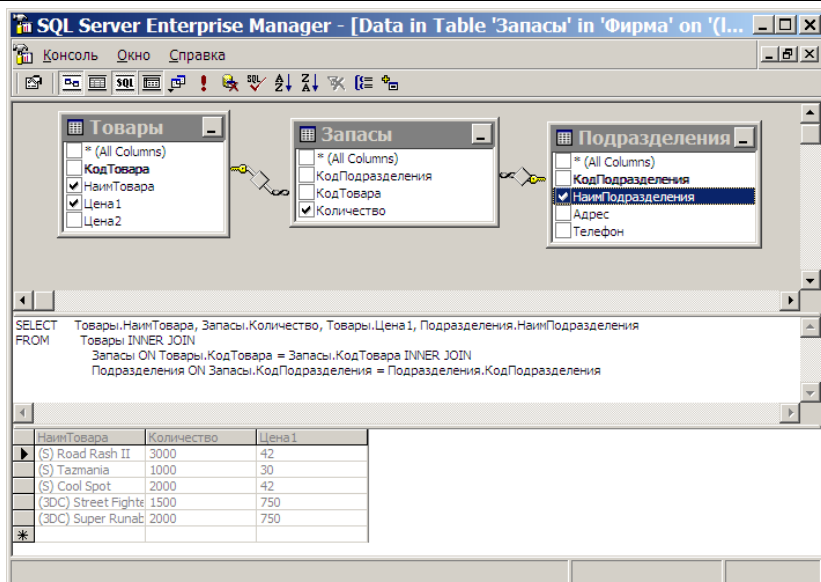 SQL Server Enterprise Manager - [Data in Table 'Запасы' in 'Фирма' on '(l...
Консоль Окно Справка
SQL SQL
Товары
* (All Columns)
КодТовара
НаимТовара
Цена1
Цена2
Запасы
* (All Columns)
КодПодразделения
КодТовара
Количество
Подразделения
* (All Columns)
КодПодразделения
НаимПодразделения
Адрес
Телефон
SELECT Товары.НаимТовара, Запасы.Количество, Товары.Цена1, Подразделения.НаимПодразделения
FROM Товары INNER JOIN
Запасы ON Товары.КодТовара = Запасы.КодТовара INNER JOIN
Подразделения ON Запасы.КодПодразделения = Подразделения.КодПодразделения
НаимТовара Количество Цена1
(S) Road Rash II 3000 42
(S) Tazmania 1000 30
(S) Cool Spot 2000 42
(3DC) Street Fighte 1500 750
(3DC) Super Runab 2000 750